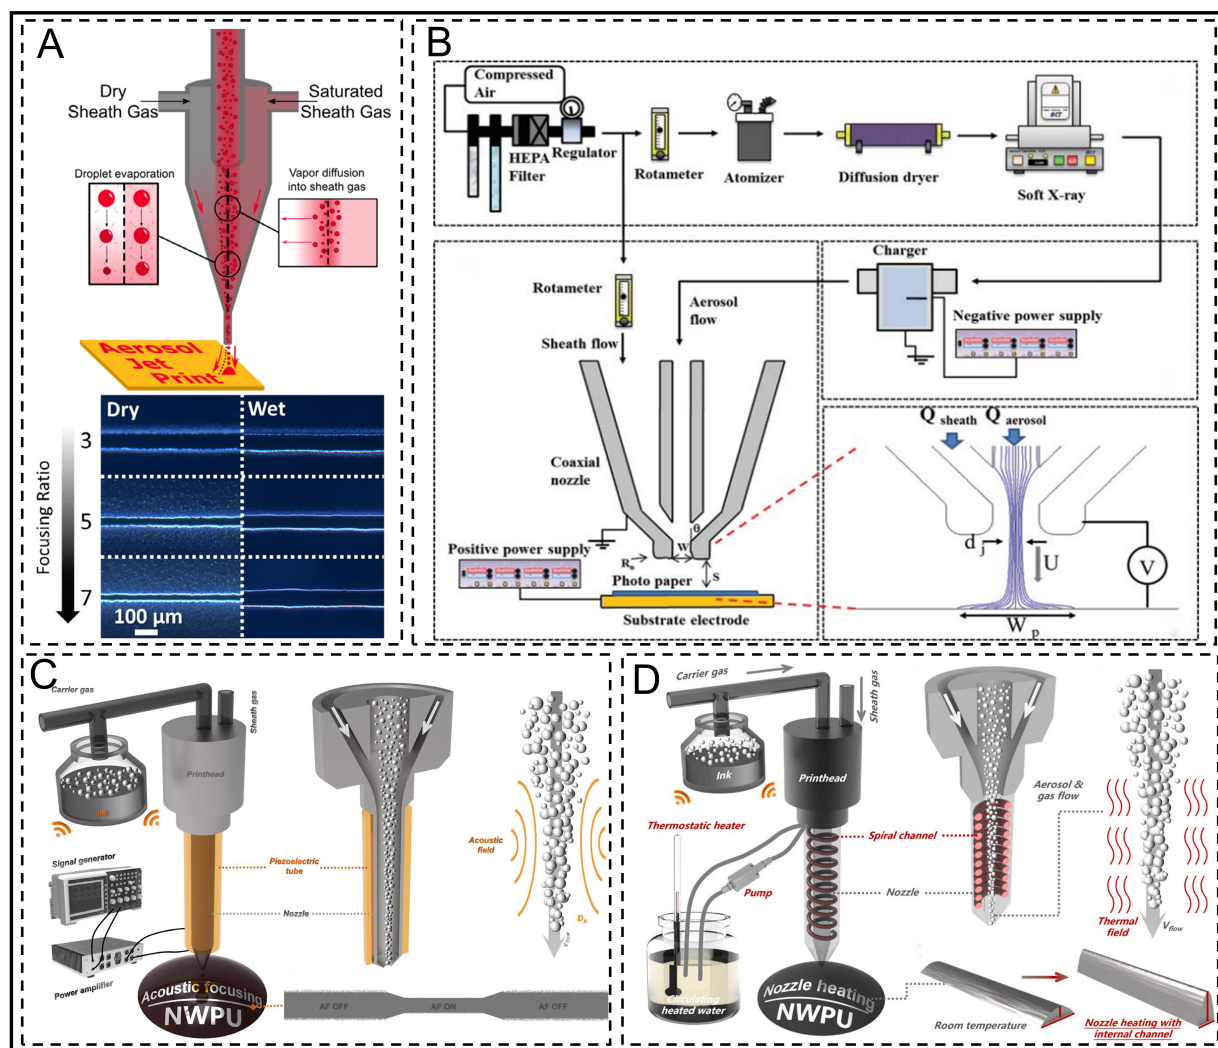 A
Dry
Sheath Gas
Saturated
Sheath Gas
Droplet evaporation
Vapor diffusion
into sheath gas
Aerosol
Jet
Print
Dry
Wet
Focusing Ratio
3
5
7
100 µm
B
Compressed
Air
HEPA
Filter
Regulator
Rotameter
Atomizer
Diffusion dryer
Soft X-ray
Rotameter
Sheath flow
Aerosol
flow
Charger
Negative power supply
Coaxial
nozzle
Positive power supply
θ
W
Rn
S
Photo paper
Substrate electrode
Q sheath
Q aerosol
d j
U
V
W p
C
Carrier gas
Sheath gas
Printhead
Ink
Signal generator
Power amplifier
Piezoelectric
tube
Nozzle
Acoustic
field
Acoustic focusing
NWPU
AF OFF
AF ON
AF OFF
D
Carrier gas
Sheath gas
Ink
Printhead
Thermostatic heater
Pump
Spiral channel
Nozzle
Aerosol &
gas flow
Thermal
field
Vflow
Circulating
heated water
Nozzle heating
NWPU
Room temperature
Nozzle heating with
internal channel